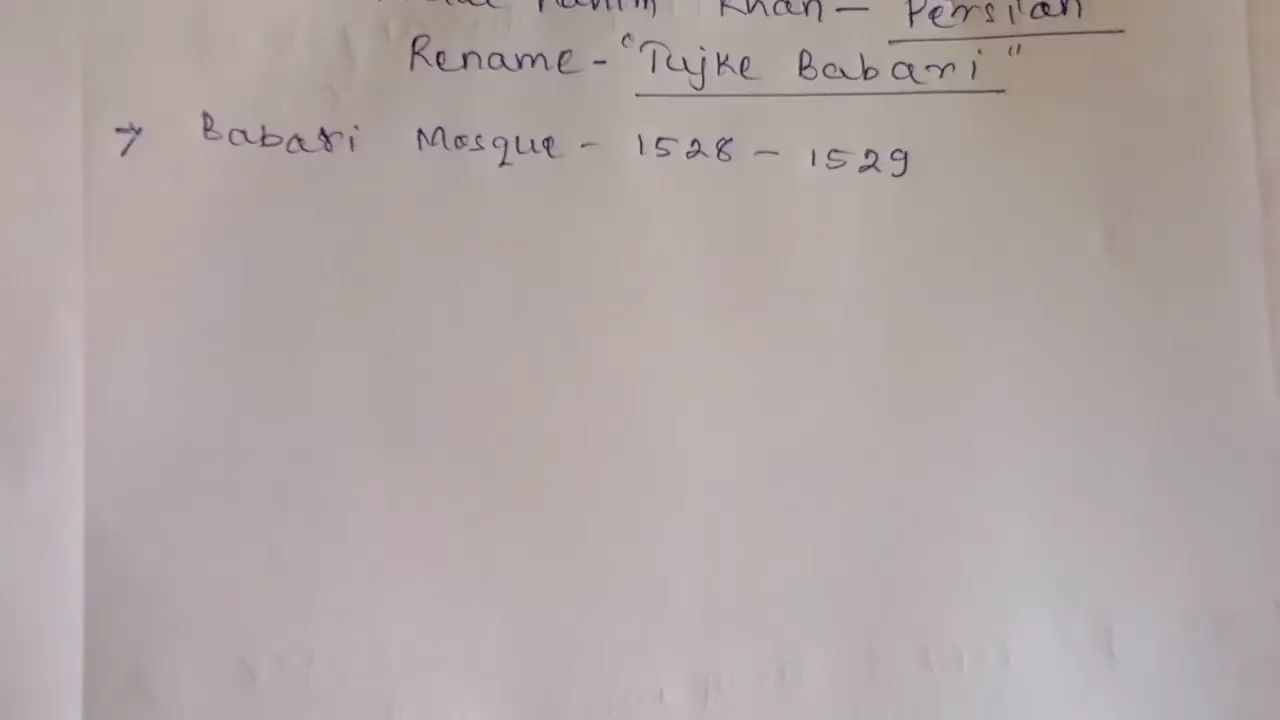 Khan - Persian
Rename - "Tujke Babari"
→ Babari Mosque - 1528 - 1529